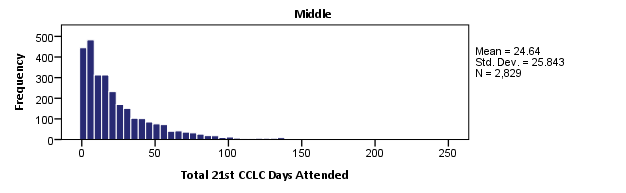 Middle
500
400
300
200
100
0
Frequency
0 50 100 150 200 250
Total 21st CCLC Days Attended
Mean = 24.64
Std. Dev. = 25.843
N = 2,829